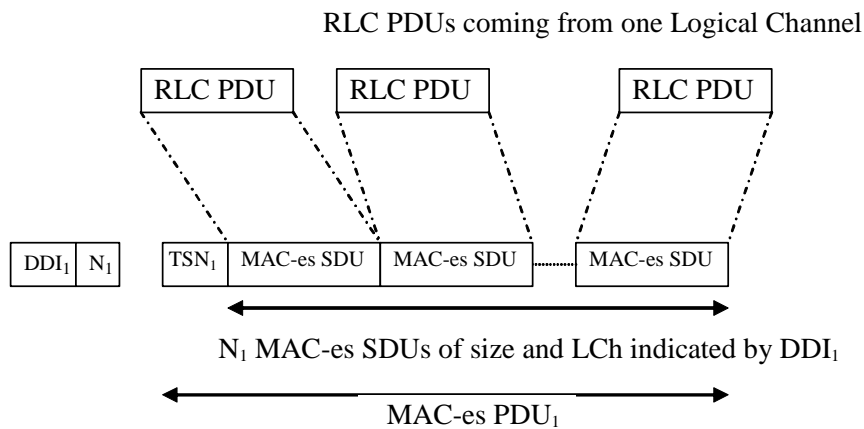 RLC PDUs coming from one Logical Channel
RLC PDU RLC PDU RLC PDU
DDI₁ N₁ TSN₁ MAC-es SDU MAC-es SDU MAC-es SDU
N₁ MAC-es SDUs of size and LCh indicated by DDI₁
MAC-es PDU₁